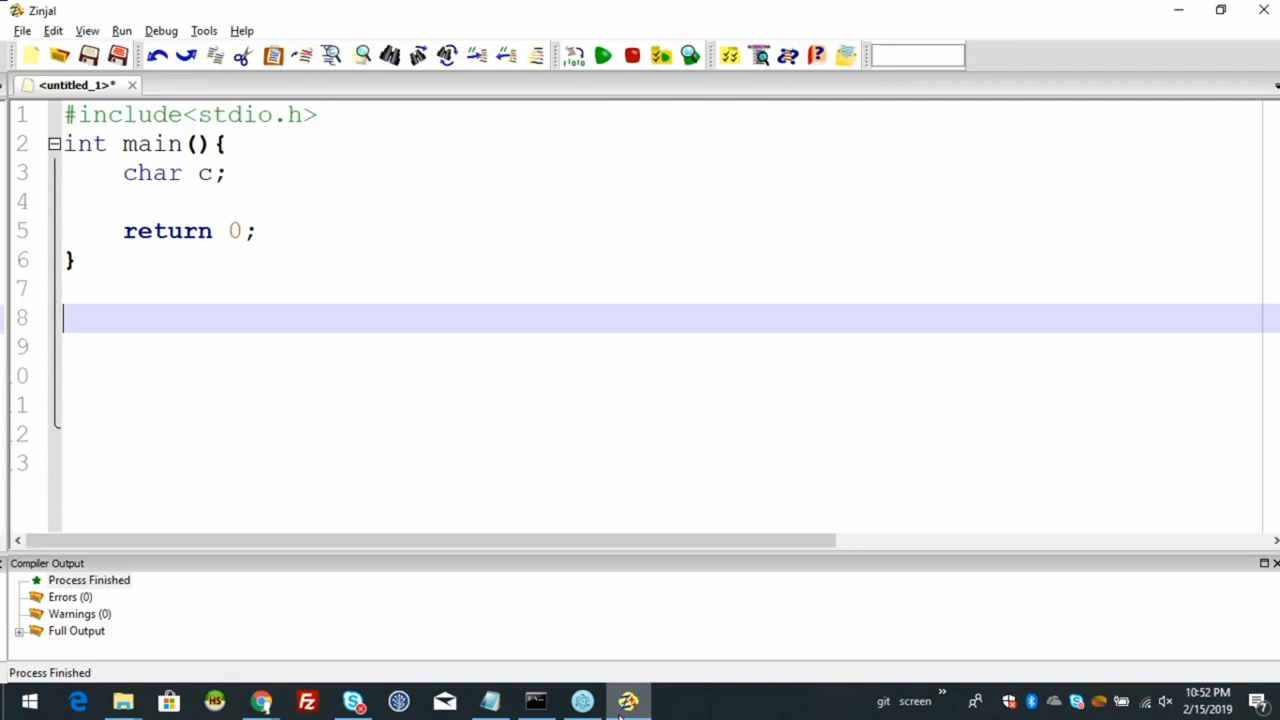 Zinjal
File Edit View Run Debug Tools Help
<untitled_1>*
1 #include<stdio.h>
2 int main(){
3 char c;
4
5 return 0;
6 }
7
8
9
0
1
2
3
Compiler Output
Process Finished
Errors (0)
Warnings (0)
Full Output
Process Finished
HS
git screen
10:52 PM
2/15/2019
7